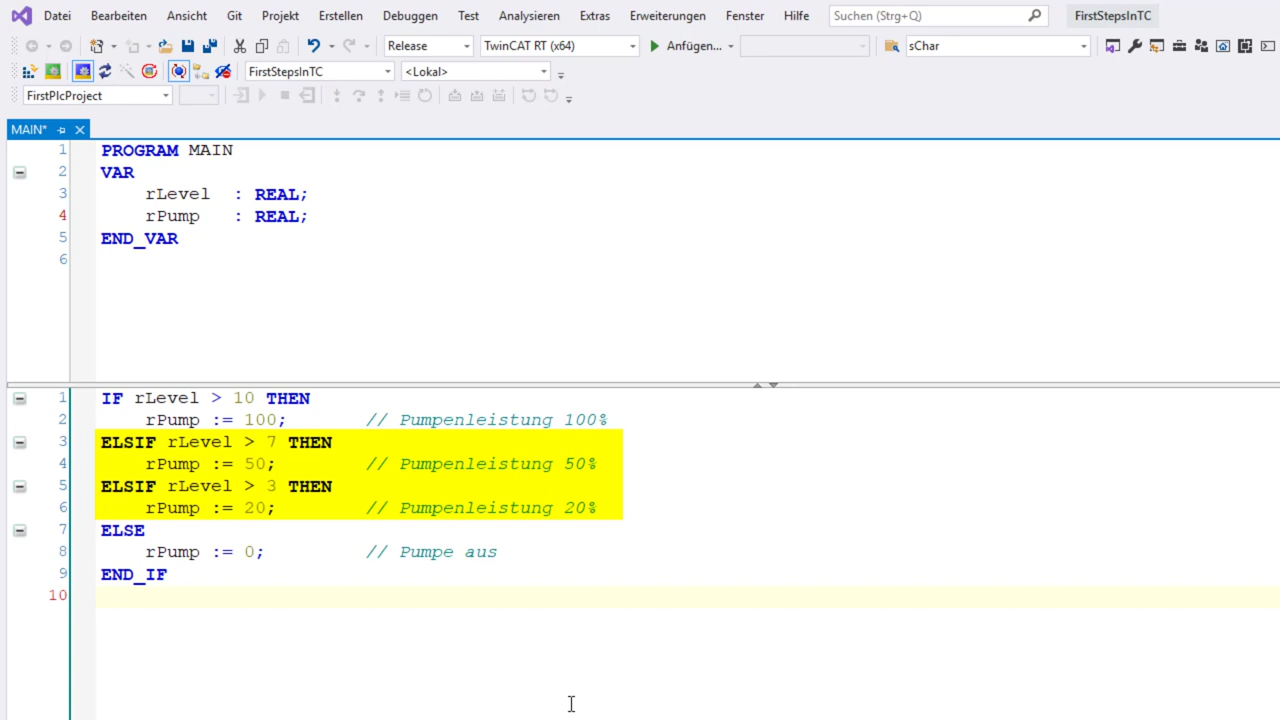 Datei Bearbeiten Ansicht Git Projekt Erstellen Debuggen Test Analysieren Extras Erweiterungen Fenster Hilfe Suchen (Strg+Q) FirstStepsInTC
Release TwinCAT RT (x64) Anfügen... sChar
FirstStepsInTC <Lokal>
FirstPlcProject
MAIN*
1 PROGRAM MAIN
2 VAR
3 rLevel : REAL;
4 rPump : REAL;
5 END_VAR
6
1 IF rLevel > 10 THEN
2 rPump := 100; // Pumpenleistung 100%
3 ELSIF rLevel > 7 THEN
4 rPump := 50; // Pumpenleistung 50%
5 ELSIF rLevel > 3 THEN
6 rPump := 20; // Pumpenleistung 20%
7 ELSE
8 rPump := 0; // Pumpe aus
9 END_IF
10